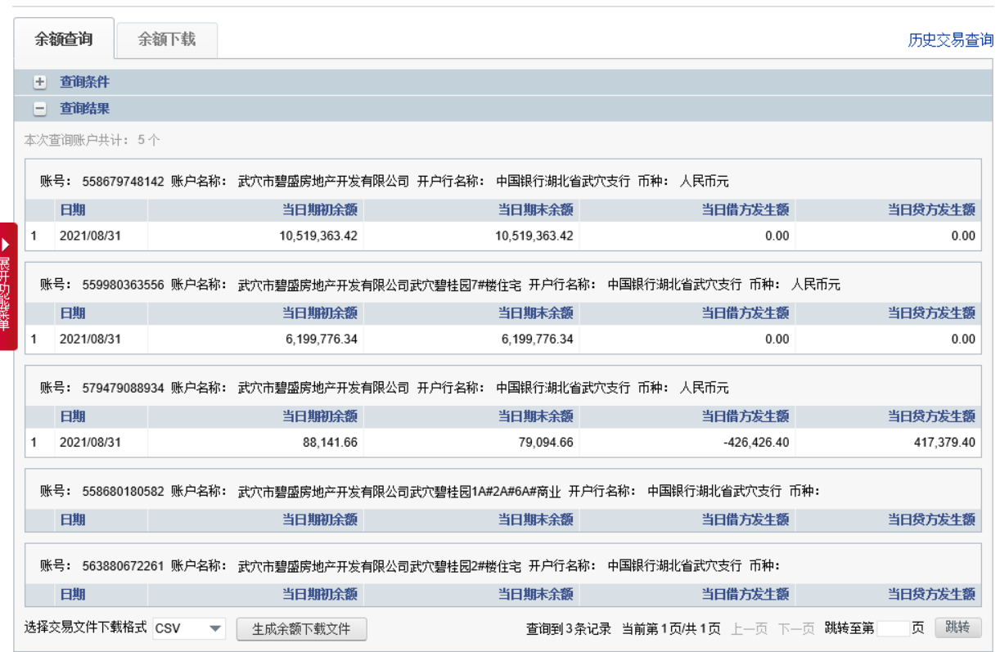 余额查询 余额下载 历史交易查询
查询条件
查询结果
本次查询账户共计： 5 个
账号： 558679748142 账户名称： 武穴市碧盛房地产开发有限公司 开户行名称： 中国银行湖北省武穴支行 币种： 人民币元
日期 当日期初余额 当日期末余额 当日借方发生额 当日贷方发生额
1 2021/08/31 10,519,363.42 10,519,363.42 0.00 0.00
账号： 559980363556 账户名称： 武穴市碧盛房地产开发有限公司武穴碧桂园7#楼住宅 开户行名称： 中国银行湖北省武穴支行 币种： 人民币元
日期 当日期初余额 当日期末余额 当日借方发生额 当日贷方发生额
1 2021/08/31 6,199,776.34 6,199,776.34 0.00 0.00
展开功能菜单
账号： 579479088934 账户名称： 武穴市碧盛房地产开发有限公司 开户行名称： 中国银行湖北省武穴支行 币种： 人民币元
日期 当日期初余额 当日期末余额 当日借方发生额 当日贷方发生额
1 2021/08/31 88,141.66 79,094.66 -426,426.40 417,379.40
账号： 558680180582 账户名称： 武穴市碧盛房地产开发有限公司武穴碧桂园1A#2A#6A#商业 开户行名称： 中国银行湖北省武穴支行 币种：
日期 当日期初余额 当日期末余额 当日借方发生额 当日贷方发生额
账号： 563880672261 账户名称： 武穴市碧盛房地产开发有限公司武穴碧桂园2#楼住宅 开户行名称： 中国银行湖北省武穴支行 币种：
日期 当日期初余额 当日期末余额 当日借方发生额 当日贷方发生额
选择交易文件下载格式 CSV 生成余额下载文件 查询到3条记录 当前第1页/共1页 上一页 下一页 跳转至第 页 跳转